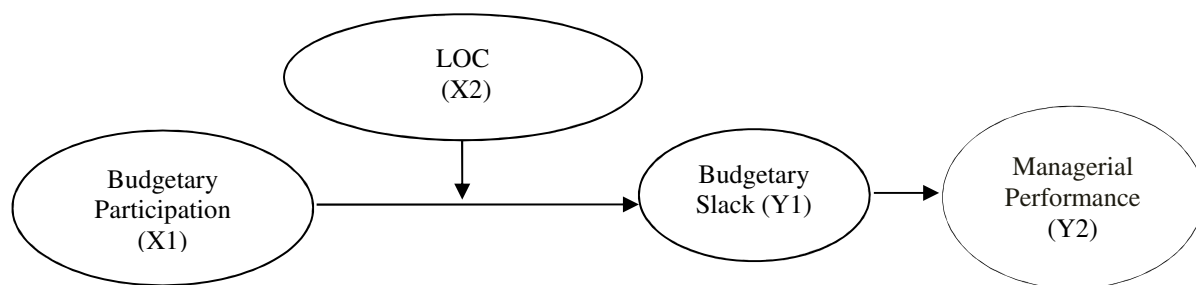 LOC
(X2)
Budgetary
Participation
(X1)
Budgetary
Slack (Y1)
Managerial
Performance
(Y2)